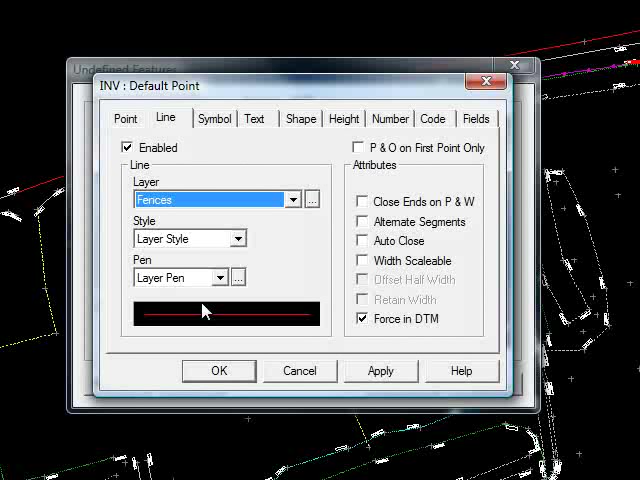 Undefined Features
INV : Default Point
Point Line Symbol Text Shape Height Number Code Fields
Enabled
P & O on First Point Only
Line
Attributes
Layer
Fences
...
Close Ends on P & W
Style
Alternate Segments
Layer Style
Auto Close
Pen
Width Scaleable
Layer Pen
...
Offset Half Width
Retain Width
Force in DTM
OK Cancel Apply Help